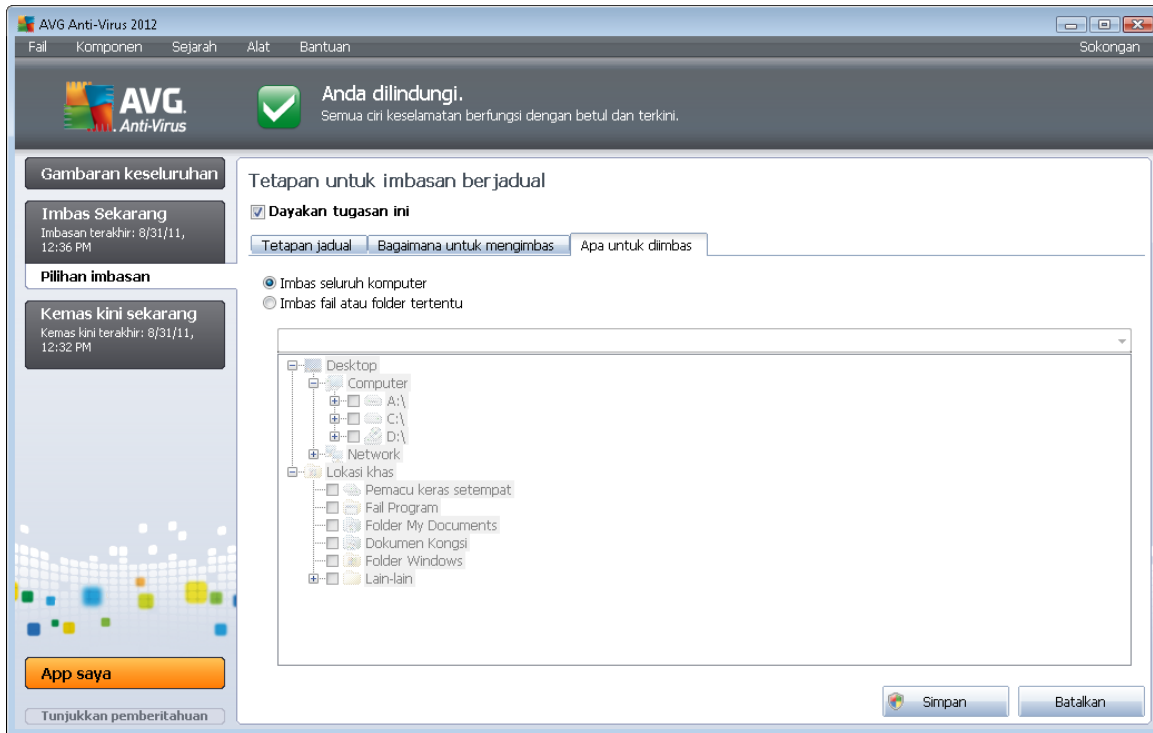 AVG Anti-Virus 2012
Fail Komponen Sejarah Alat Bantuan Sokongan
AVG.
Anti-Virus
Anda dilindungi.
Semua ciri keselamatan berfungsi dengan betul dan terkini.
Gambaran keseluruhan
Imbas Sekarang
Imbasan terakhir: 8/31/11,
12:36 PM
Pilihan imbasan
Kemas kini sekarang
Kemas kini terakhir: 8/31/11,
12:32 PM
App saya
Tunjukkan pemberitahuan
Tetapan untuk imbasan berjadual
Dayakan tugasan ini
Tetapan jadual Bagaimana untuk mengimbas Apa untuk diimbas
Imbas seluruh komputer
Imbas fail atau folder tertentu
Desktop
Computer
A:\
C:\
D:\
Network
Lokasi khas
Pemacu keras setempat
Fail Program
Folder My Documents
Dokumen Kongsi
Folder Windows
Lain-lain
Simpan Batalkan